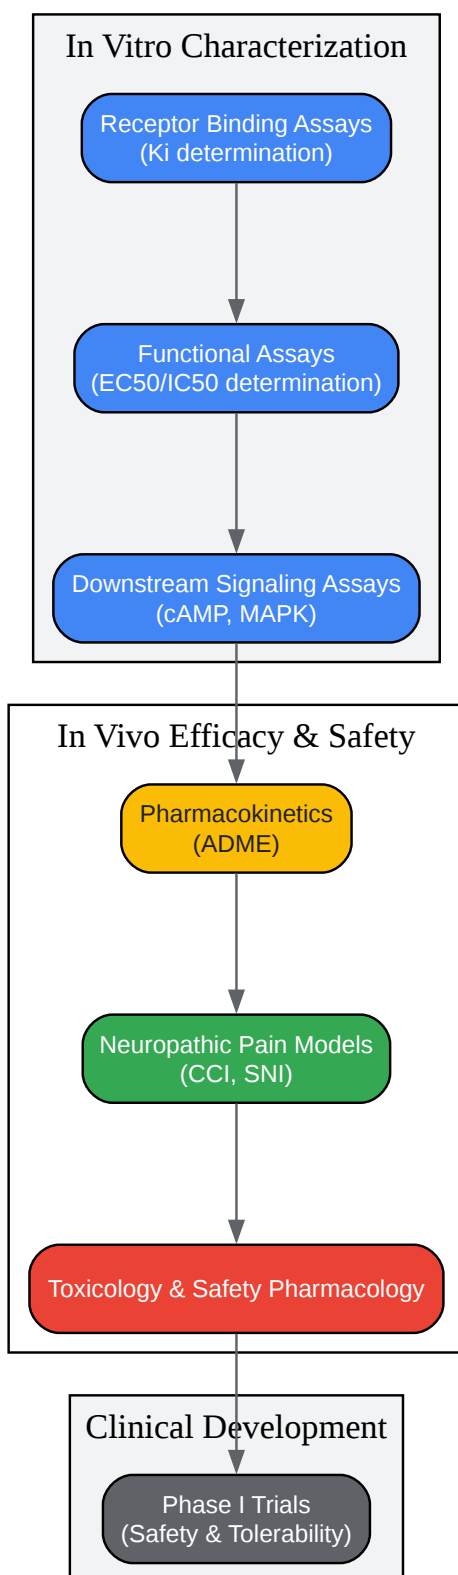 In Vitro Characterization
Receptor Binding Assays
(Ki determination)
Functional Assays
(EC50/IC50 determination)
Downstream Signaling Assays
(cAMP, MAPK)
In Vivo Efficacy & Safety
Pharmacokinetics
(ADME)
Neuropathic Pain Models
(CCI, SNI)
Toxicology & Safety Pharmacology
Clinical Development
Phase I Trials
(Safety & Tolerability)